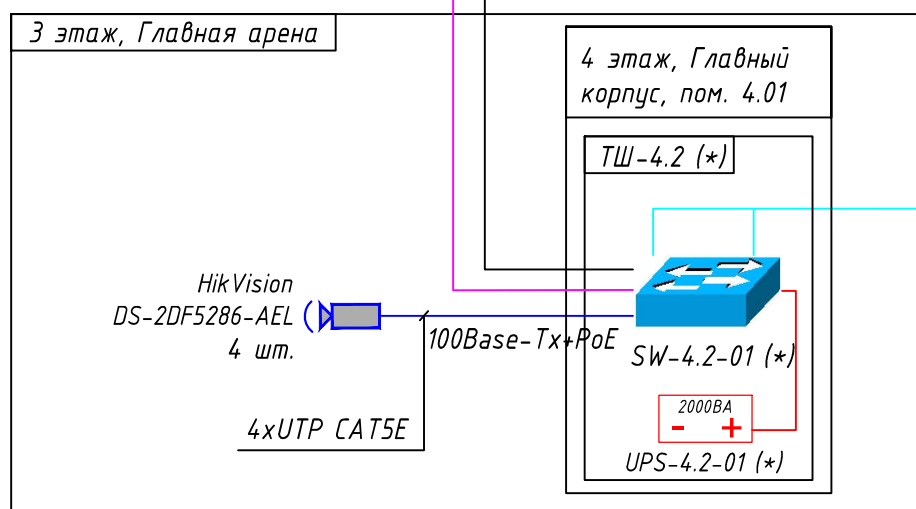 3 этаж, Главная арена
4 этаж, Главный
корпус, пом. 4.01
ТШ-4.2 (*)
HikVision
DS-2DF5286-AEL
4 шт.
100Base-Tx+PoE
SW-4.2-01 (*)
2000ВА
- +
4xUTP CAT5E
UPS-4.2-01 (*)